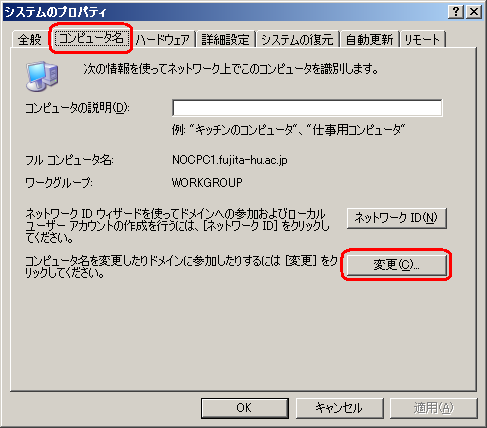 システムのプロパティ
全般 コンピュータ名 ハードウェア 詳細設定 システムの復元 自動更新 リモート
次の情報を使ってネットワーク上でこのコンピュータを識別します。
コンピュータの説明(D):
例: "キッチンのコンピュータ"、"仕事用コンピュータ"
フル コンピュータ名: NOCPC1.fujita-hu.ac.jp
ワークグループ: WORKGROUP
ネットワーク ID ウィザードを使ってドメインへの参加およびローカル
ユーザー アカウントの作成を行うには、[ネットワーク ID] をクリックし
てください。
ネットワーク ID(N)
コンピュータ名を変更したりドメインに参加したりするには [変更] をク
リックしてください。
変更(C)...
OK キャンセル 適用(A)